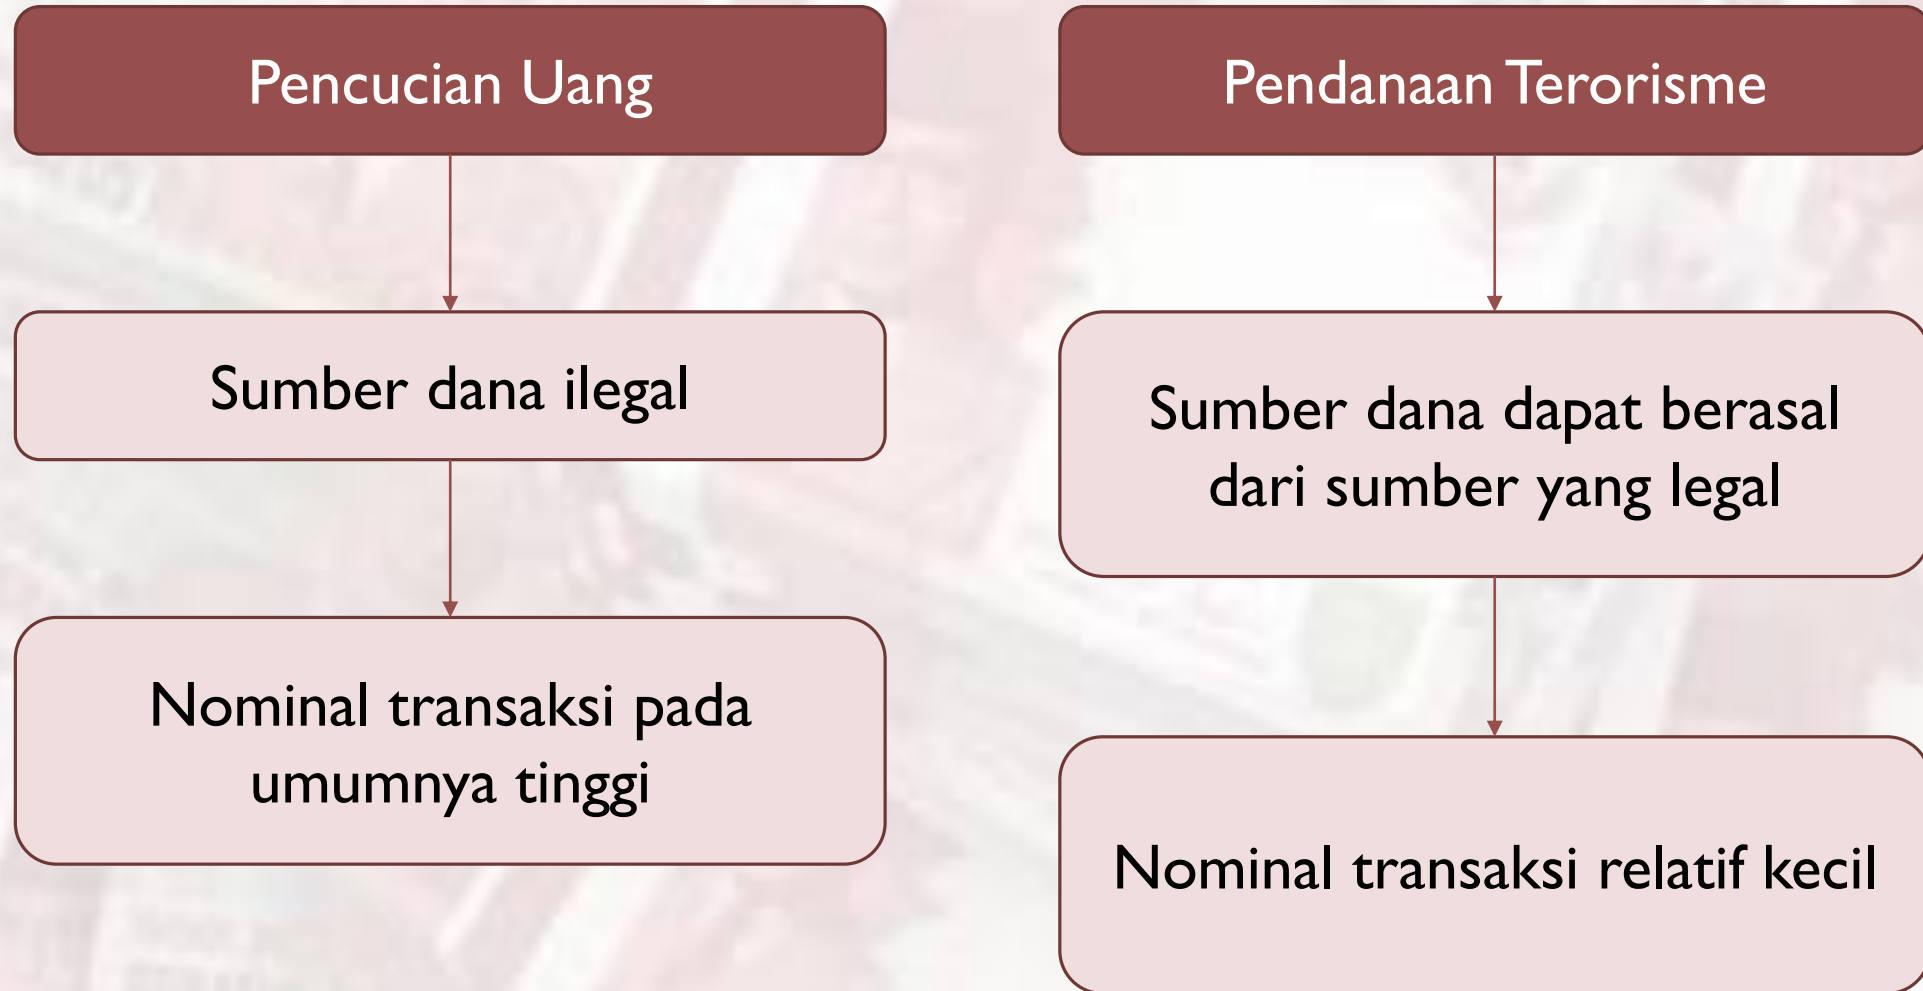 Pencucian Uang
Sumber dana ilegal
Nominal transaksi pada
umumnya tinggi
Pendanaan Terorisme
Sumber dana dapat berasal
dari sumber yang legal
Nominal transaksi relatif kecil